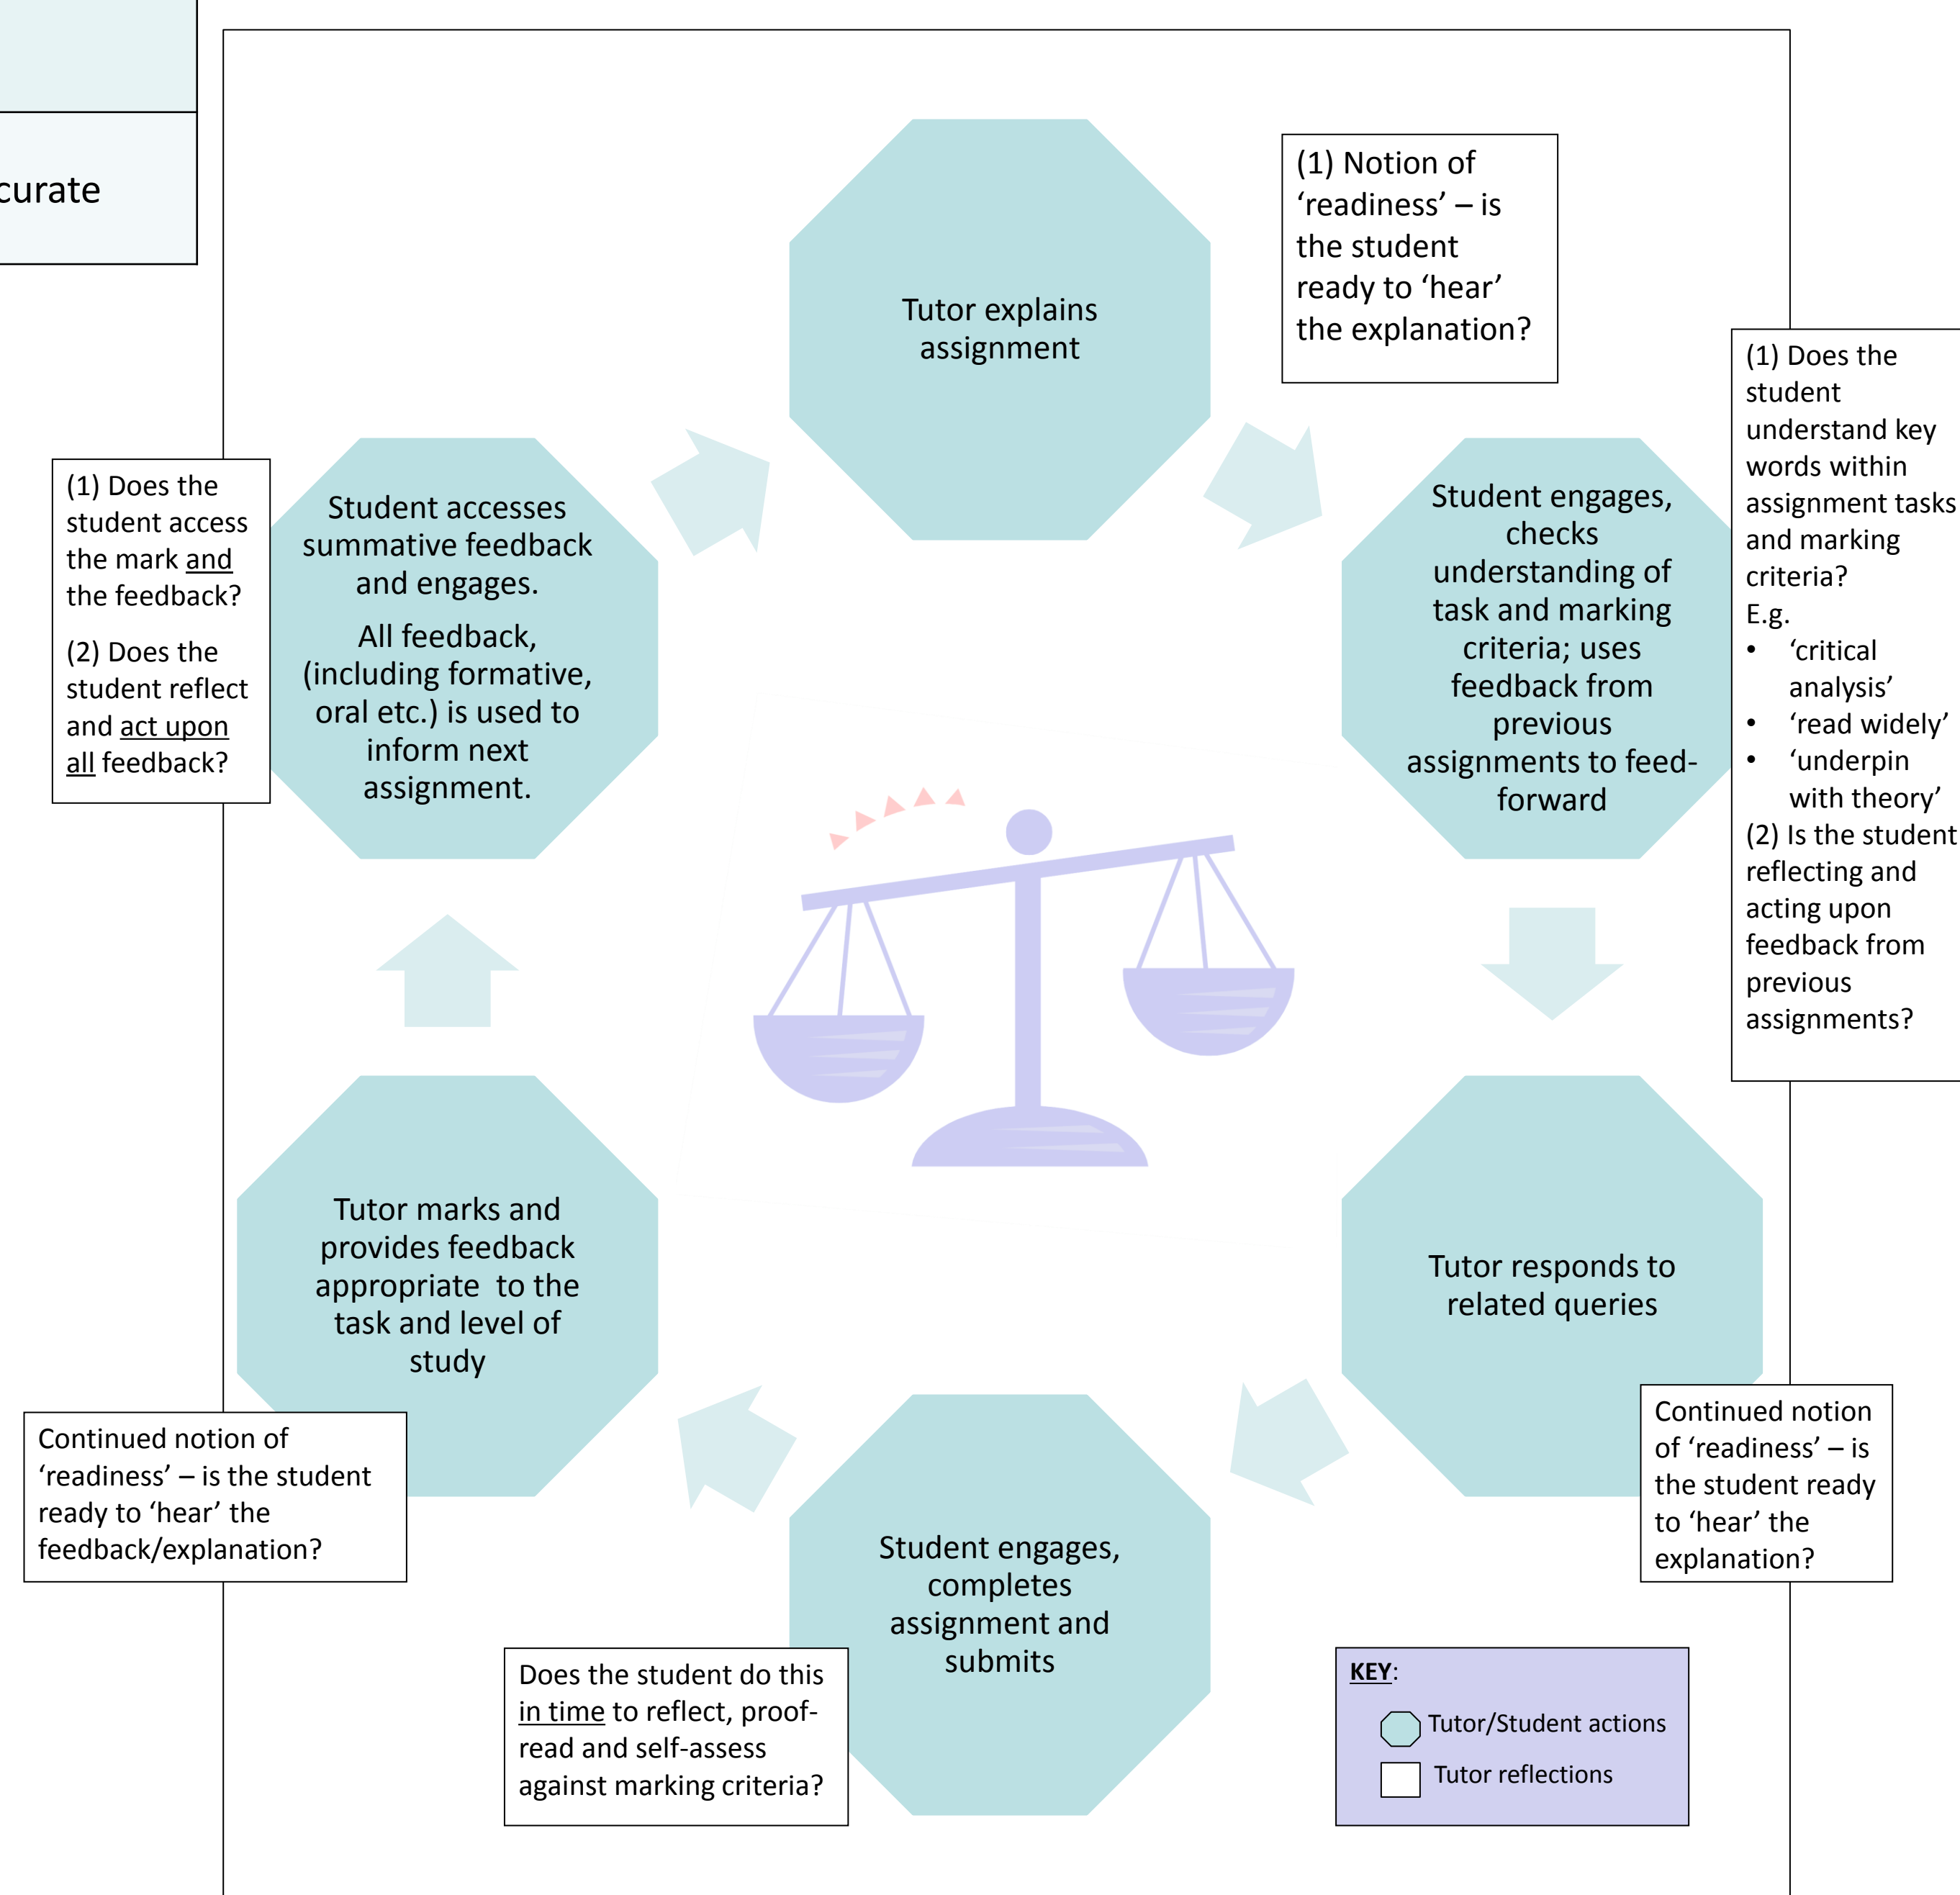 curate
Tutor explains
assignment
(1) Notion of
‘readiness’ – is
the student
ready to ‘hear’
the explanation?
Student engages,
checks
understanding of
task and marking
criteria; uses
feedback from
previous
assignments to feed-
forward
(1) Does the
student
understand key
words within
assignment tasks
and marking
criteria?
E.g.
• ‘critical
analysis’
• ‘read widely’
• ‘underpin
with theory’
(2) Is the student
reflecting and
acting upon
feedback from
previous
assignments?
Tutor responds to
related queries
Continued notion
of ‘readiness’ – is
the student ready
to ‘hear’ the
explanation?
Student engages,
completes
assignment and
submits
Does the student do this
in time to reflect, proof-
read and self-assess
against marking criteria?
Tutor marks and
provides feedback
appropriate to the
task and level of
study
Continued notion of
‘readiness’ – is the student
ready to ‘hear’ the
feedback/explanation?
Student accesses
summative feedback
and engages.
All feedback,
(including formative,
oral etc.) is used to
inform next
assignment.
(1) Does the
student access
the mark and
the feedback?
(2) Does the
student reflect
and act upon
all feedback?
KEY:
Tutor/Student actions
Tutor reflections